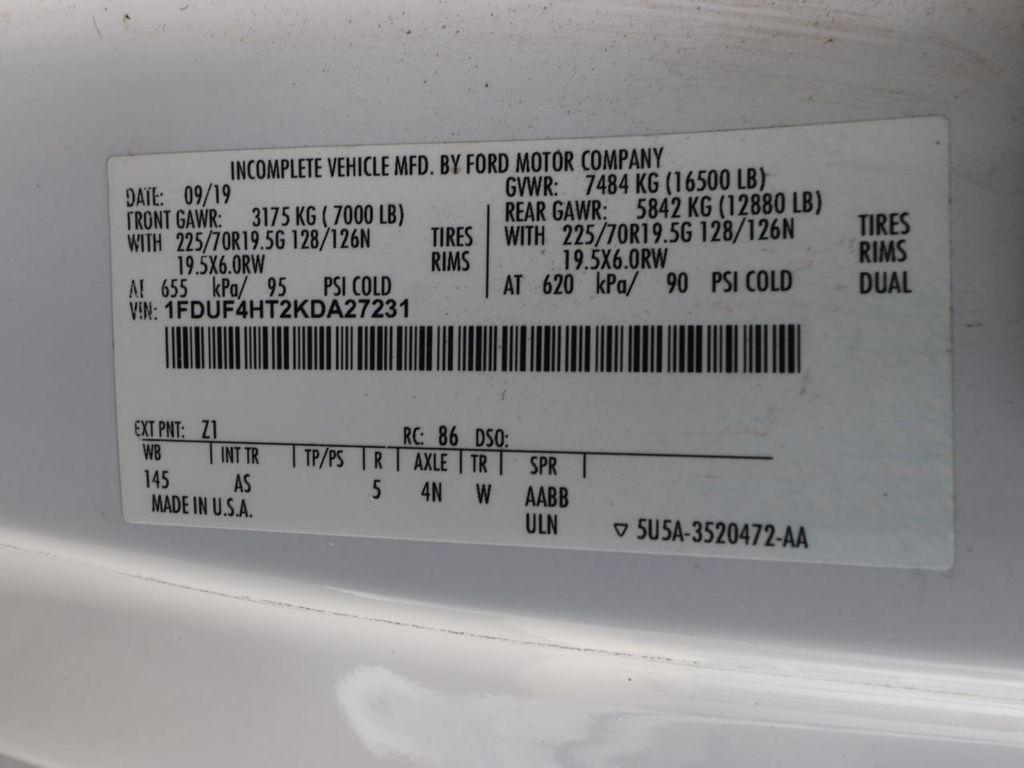 INCOMPLETE VEHICLE MFD. BY FORD MOTOR COMPANY
DATE: 09/19
GVWR: 7484 KG (16500 LB)
FRONT GAWR: 3175 KG ( 7000 LB)
REAR GAWR: 5842 KG (12880 LB)
WITH 225/70R19.5G 128/126N TIRES
WITH 225/70R19.5G 128/126N TIRES
19.5X6.0RW RIMS
19.5X6.0RW RIMS
AT 655 kPa/ 95 PSI COLD
AT 620 kPa/ 90 PSI COLD DUAL
VIN: 1FDUF4HT2KDA27231
EXT PNT: Z1 RC: 86 DSO:
WB INT TR TP/PS R AXLE TR SPR
145 AS 5 4N W AABB
MADE IN U.S.A. ULN
▽ 5U5A-3520472-AA